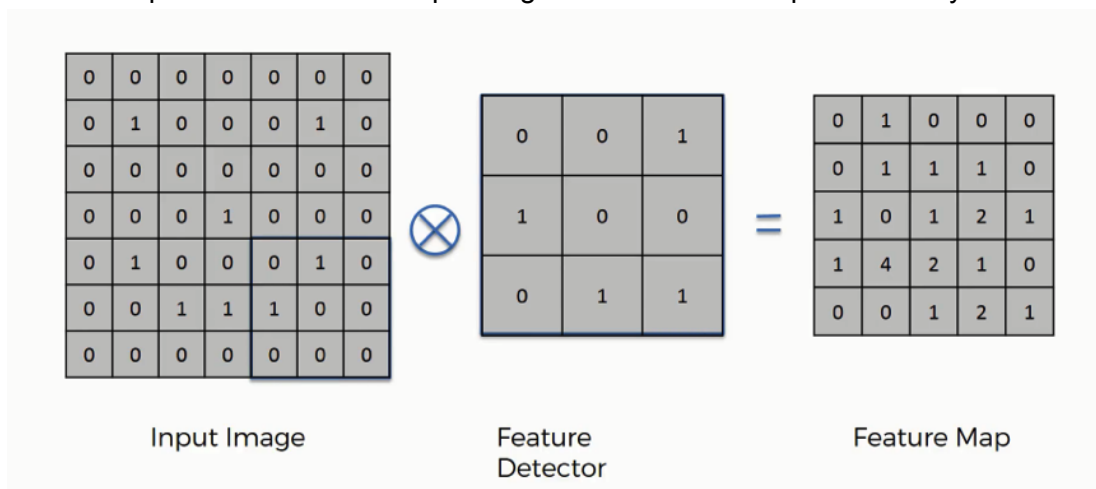 0 0 0 0 0 0 0
0 1 0 0 0 1 0
0 0 0 0 0 0 0
0 0 0 1 0 0 0
0 1 0 0 0 1 0
0 0 1 1 1 0 0
0 0 0 0 0 0 0
Input Image
0 0 1
1 0 0
0 1 1
Feature
Detector
=
0 1 0 0 0
0 1 1 1 0
1 0 1 2 1
1 4 2 1 0
0 0 1 2 1
Feature Map